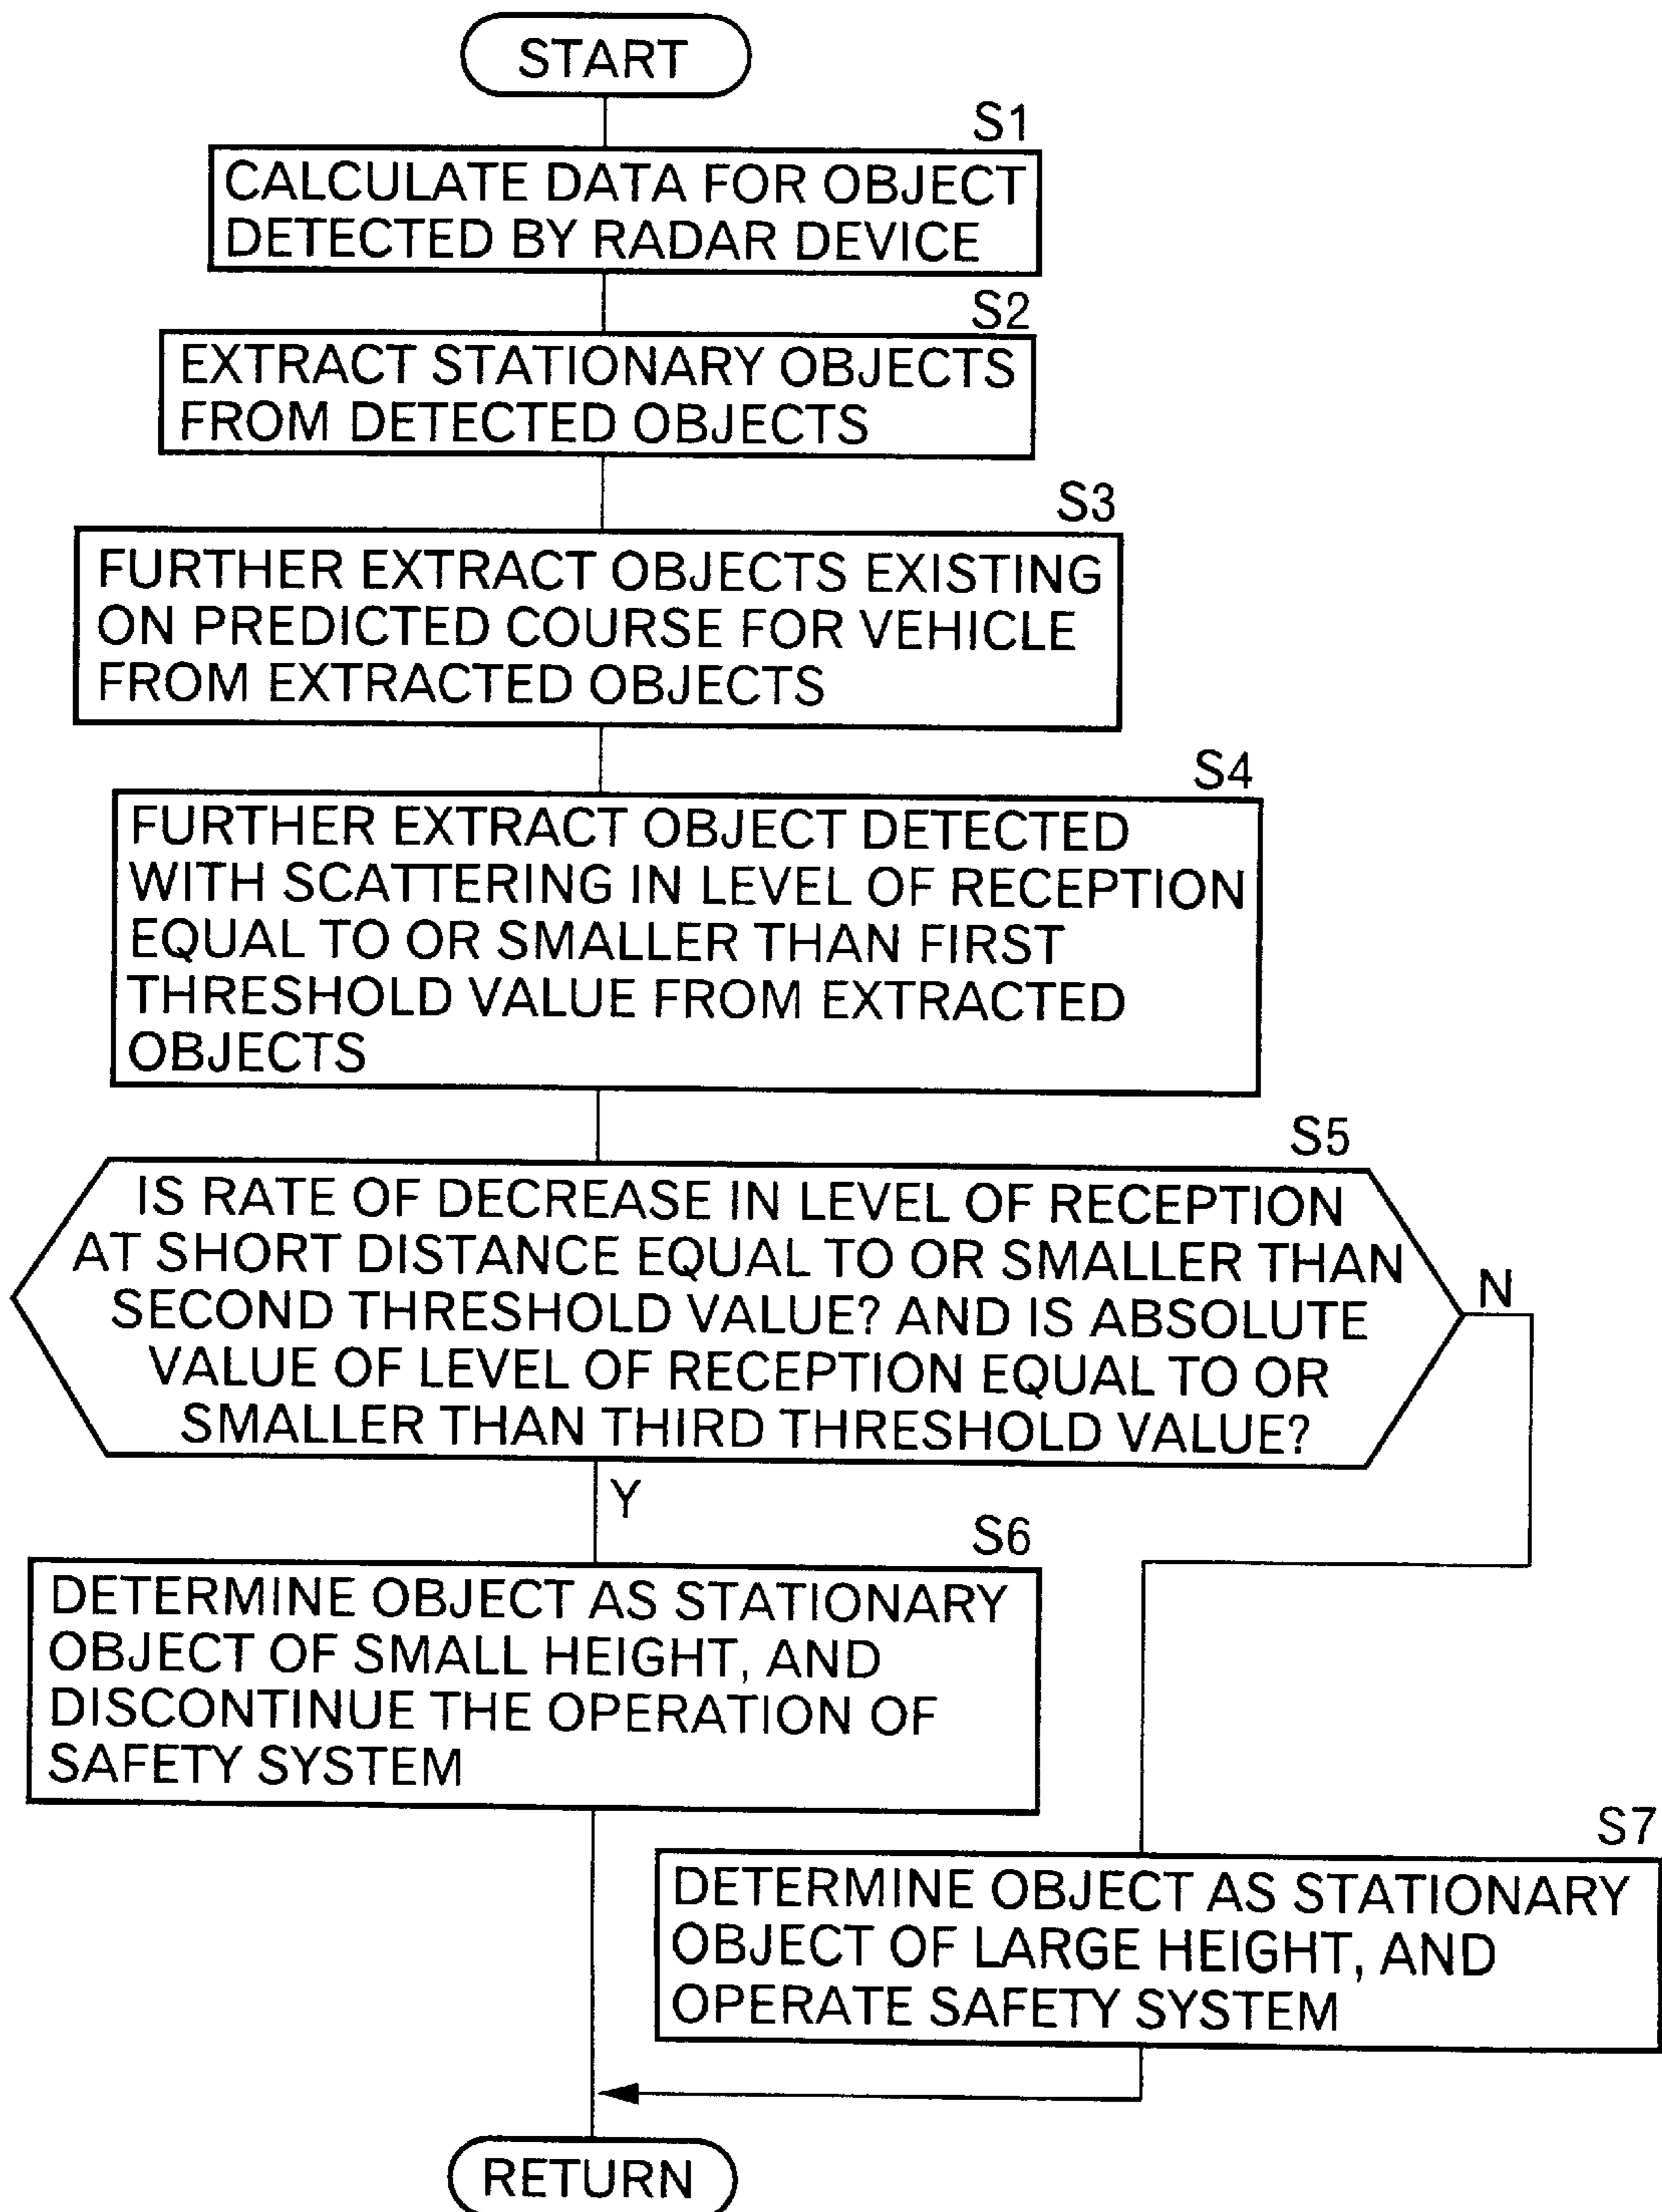 START
S1
CALCULATE DATA FOR OBJECT
DETECTED BY RADAR DEVICE
S2
EXTRACT STATIONARY OBJECTS
FROM DETECTED OBJECTS
S3
FURTHER EXTRACT OBJECTS EXISTING
ON PREDICTED COURSE FOR VEHICLE
FROM EXTRACTED OBJECTS
S4
FURTHER EXTRACT OBJECT DETECTED
WITH SCATTERING IN LEVEL OF RECEPTION
EQUAL TO OR SMALLER THAN FIRST
THRESHOLD VALUE FROM EXTRACTED
OBJECTS
S5
IS RATE OF DECREASE IN LEVEL OF RECEPTION
AT SHORT DISTANCE EQUAL TO OR SMALLER THAN
SECOND THRESHOLD VALUE? AND IS ABSOLUTE
VALUE OF LEVEL OF RECEPTION EQUAL TO OR
SMALLER THAN THIRD THRESHOLD VALUE?
N
Y
S6
DETERMINE OBJECT AS STATIONARY
OBJECT OF SMALL HEIGHT, AND
DISCONTINUE THE OPERATION OF
SAFETY SYSTEM
S7
DETERMINE OBJECT AS STATIONARY
OBJECT OF LARGE HEIGHT, AND
OPERATE SAFETY SYSTEM
RETURN